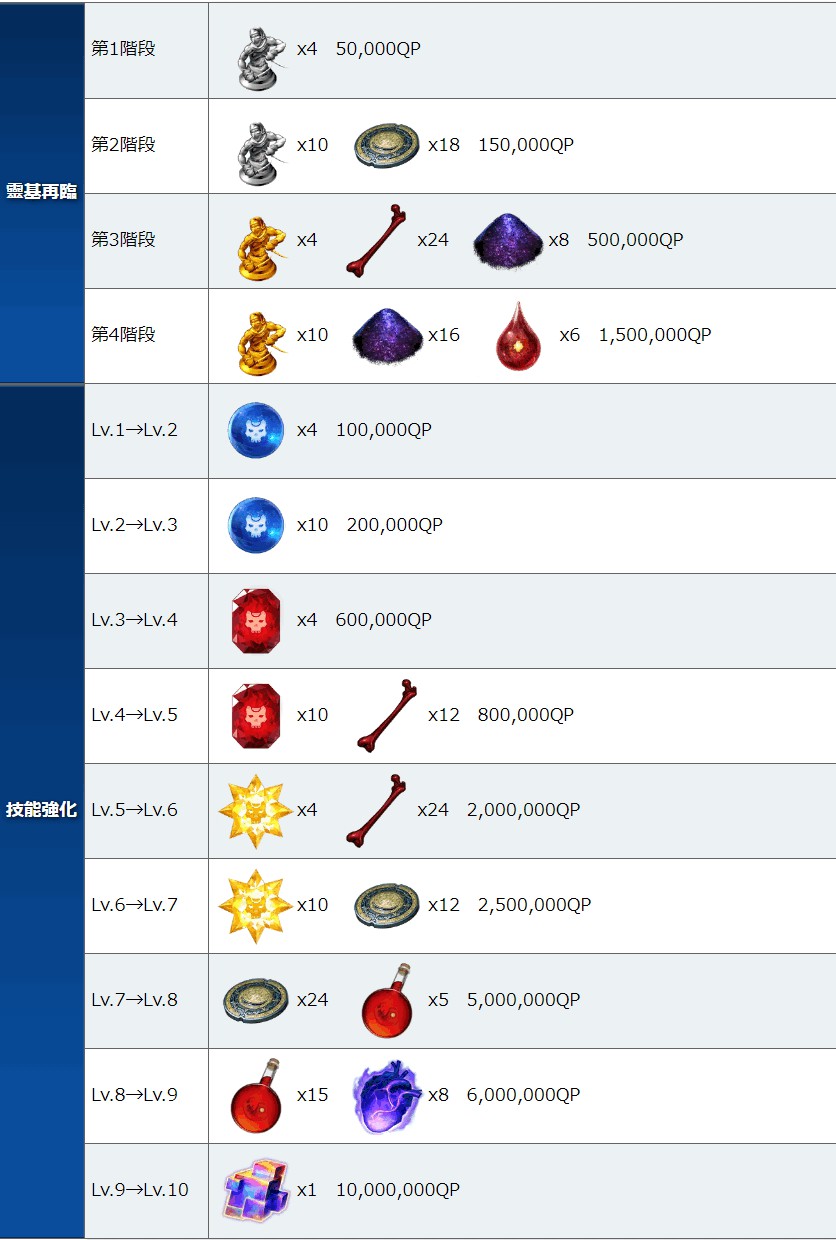 靈基再臨
第1階段 x4 50,000QP
第2階段 x10 x18 150,000QP
第3階段 x4 x24 x8 500,000QP
第4階段 x10 x16 x6 1,500,000QP
技能強化
Lv.1→Lv.2 x4 100,000QP
Lv.2→Lv.3 x10 200,000QP
Lv.3→Lv.4 x4 600,000QP
Lv.4→Lv.5 x10 x12 800,000QP
Lv.5→Lv.6 x4 x24 2,000,000QP
Lv.6→Lv.7 x10 x12 2,500,000QP
Lv.7→Lv.8 x24 x5 5,000,000QP
Lv.8→Lv.9 x15 x8 6,000,000QP
Lv.9→Lv.10 x1 10,000,000QP